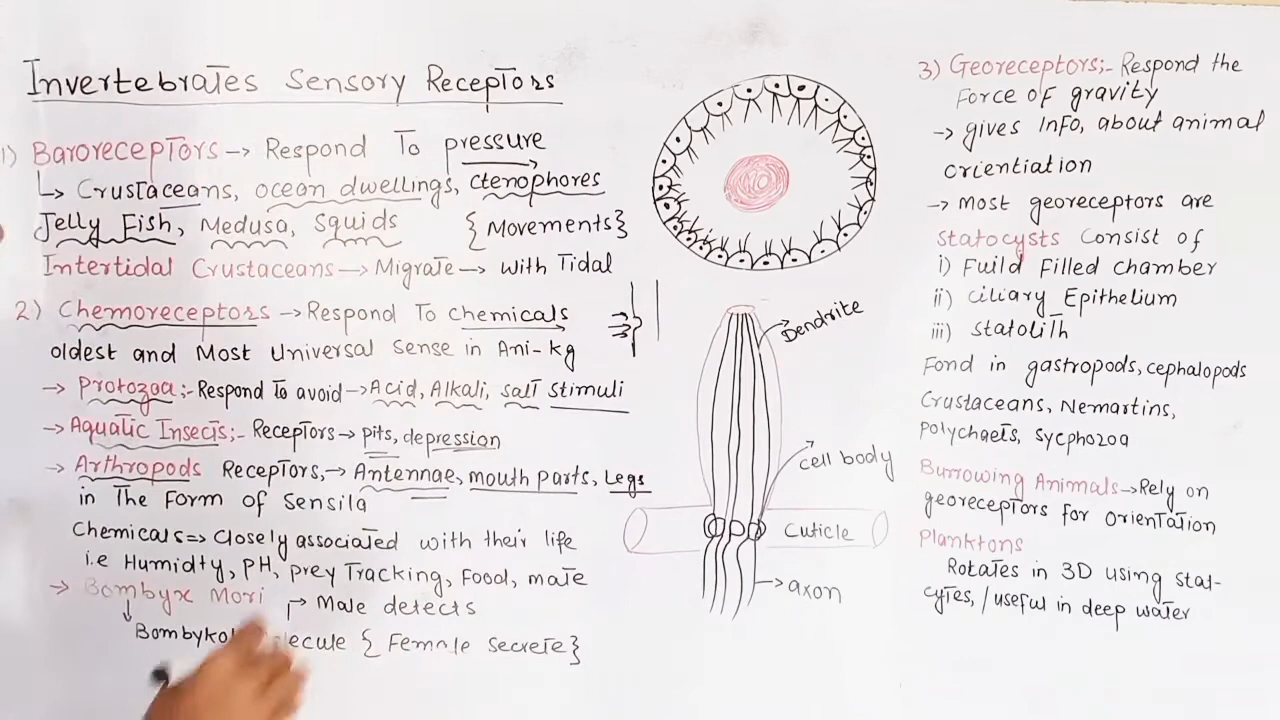 Invertebrates Sensory Receptors
1) Baroreceptors → Respond To pressure
↳ Crustaceans, ocean dwellings, ctenophores
Jelly Fish, Medusa, Squids { Movements }
Intertidal Crustaceans → Migrate → with Tidal
2) Chemoreceptors → Respond To chemicals
oldest and Most Universal Sense in Ani-kg
→ Protozoa;- Respond To avoid → Acid, Alkali, salt stimuli
→ Aquatic Insects;- Receptors → pits, depression
→ Arthropods Receptors, → Antennae, mouth parts, Legs
in The Form of Sensila
Chemicals => Closely associated with their life
i.e Humidty, PH, prey Tracking, Food, mate
→ Bombyx Mori → Male detects
{ Female Secrete }
Dendrite
cell body
Cuticle
→ axon
3) Georeceptors;- Respond the
Force of gravity
→ gives Info, about animal
orientiation
→ most georeceptors are
Statocysts Consist of
i) Fuild Filled chamber
ii) ciliary Epithelium
iii) statolith
Fond in gastropods, cephalopods
Crustaceans, Nemartins,
Polychaets, Sycphozoa
Burrowing Animals → Rely on
georeceptors for Orientation
Planktons
Rotates in 3D using stat-
cytes, / useful in deep water